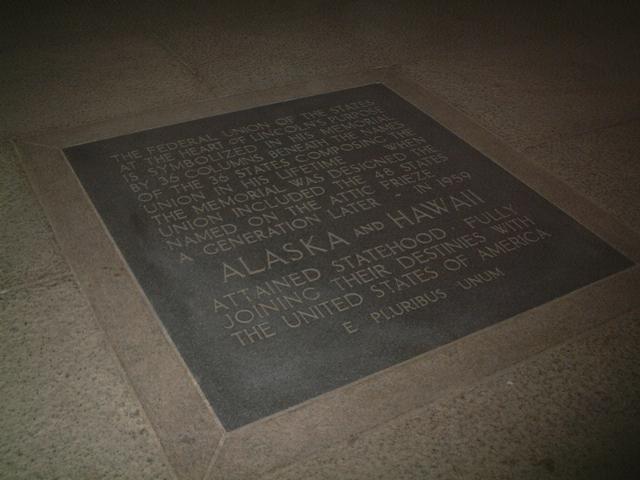 THE FEDERAL UNION OF THE STATES
AT THE HEART OF LINCOLN'S PURPOSE
IS SYMBOLIZED IN HIS MEMORIAL
BY 36 COLUMNS BENEATH THE NAMES
OF THE 36 STATES COMPOSING THE
UNION IN HIS LIFETIME · WHEN
THE MEMORIAL WAS DESIGNED THE
UNION INCLUDED THE 48 STATES
NAMED ON THE ATTIC FRIEZE ·
A GENERATION LATER · IN 1959
ALASKA AND HAWAII
ATTAINED STATEHOOD · FULLY
JOINING THEIR DESTINIES WITH
THE UNITED STATES OF AMERICA
E PLURIBUS UNUM